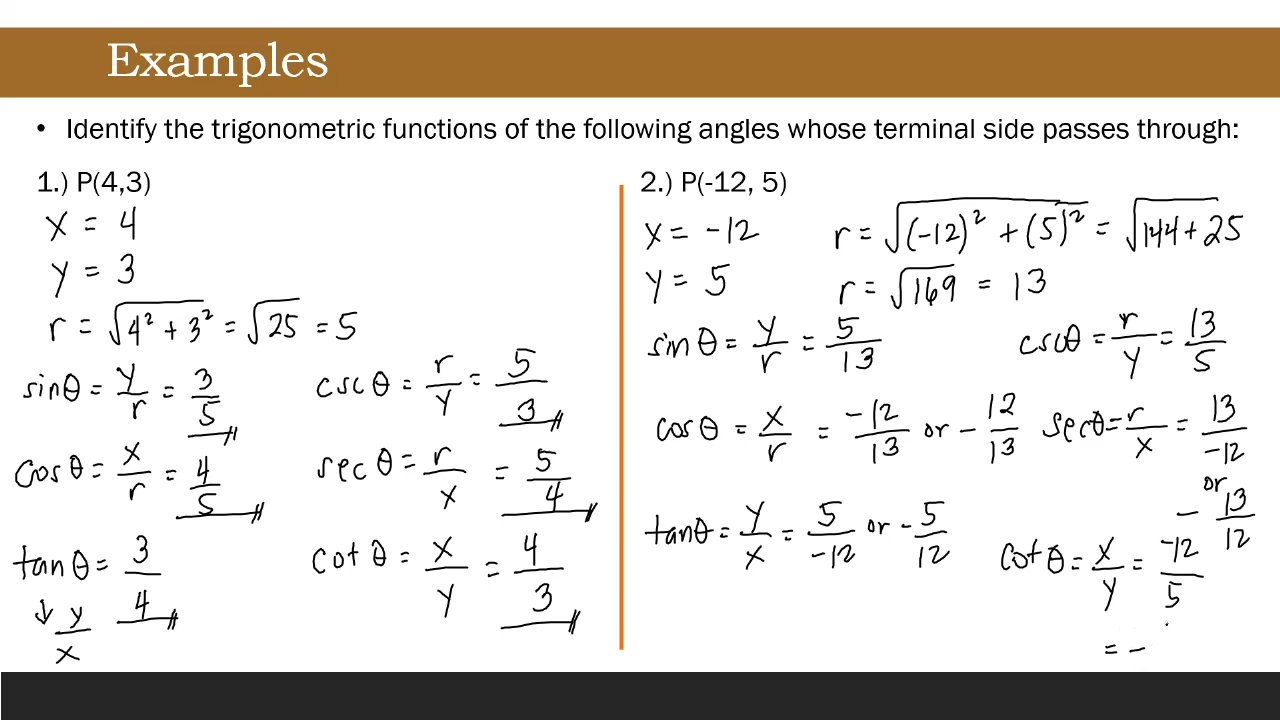 Examples
• Identify the trigonometric functions of the following angles whose terminal side passes through:
1.) P(4,3)
x = 4
y = 3
r = √(4² + 3²) = √25 = 5
sinθ = y/r = 3/5
cscθ = r/y = 5/3
cosθ = x/r = 4/5
secθ = r/x = 5/4
tanθ = 3/4
↓ y/x
cotθ = x/y = 4/3
2.) P(-12, 5)
x = -12
r = √((-12)² + (5)²) = √(144+25)
y = 5
r = √169 = 13
sinθ = y/r = 5/13
cscθ = r/y = 13/5
cosθ = x/r = -12/13 or - 12/13
secθ = r/x = 13/-12
or
- 13/12
tanθ = y/x = 5/-12 or - 5/12
cotθ = x/y = -12/5
= -